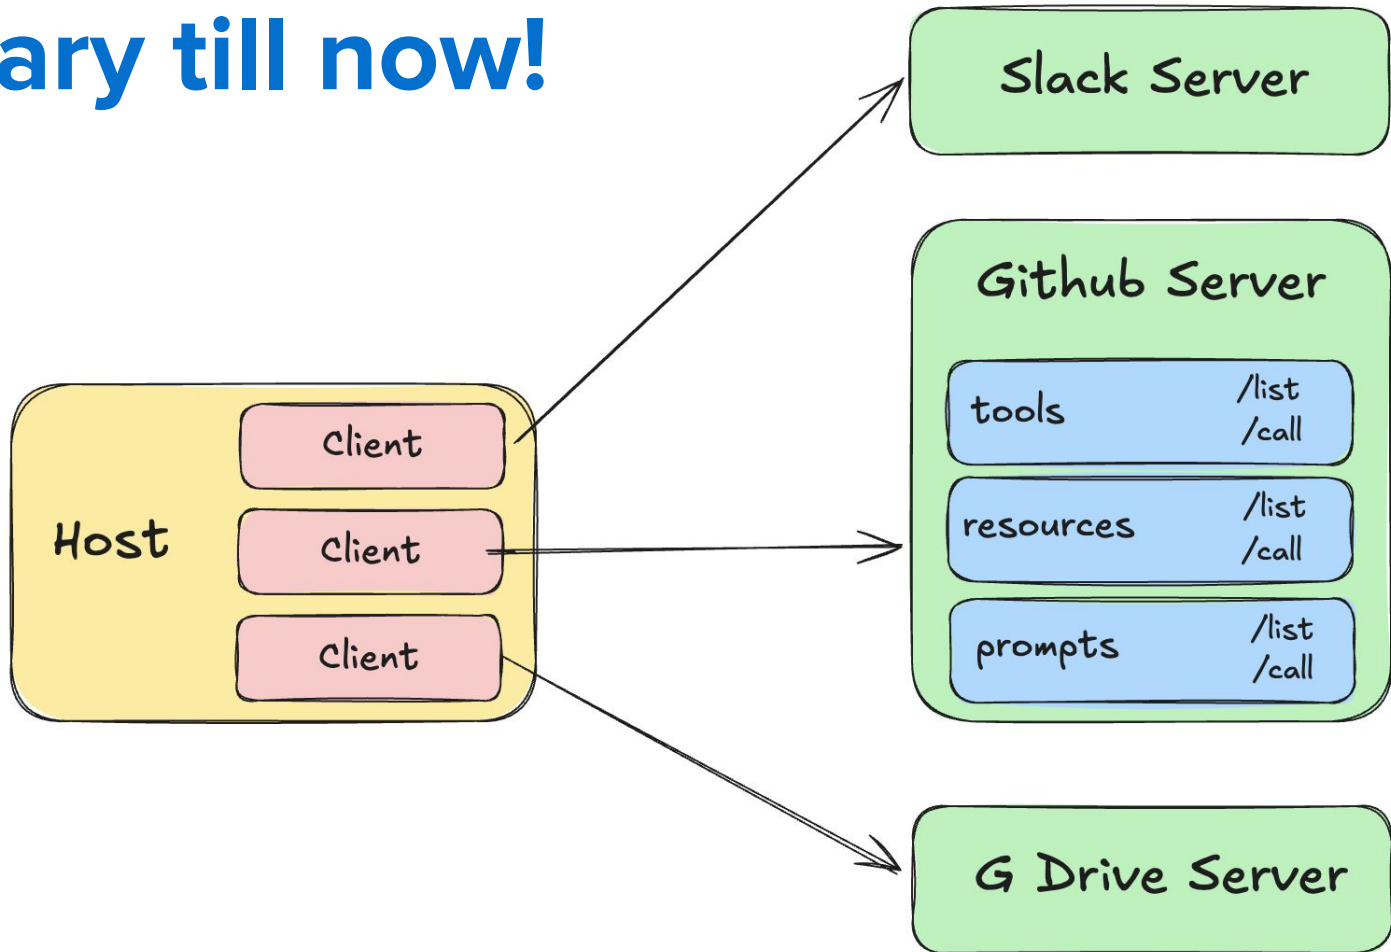 ary till now!
Slack Server
Github Server
tools
/list
/call
resources
/list
/call
prompts
/list
/call
Host
Client
Client
Client
G Drive Server